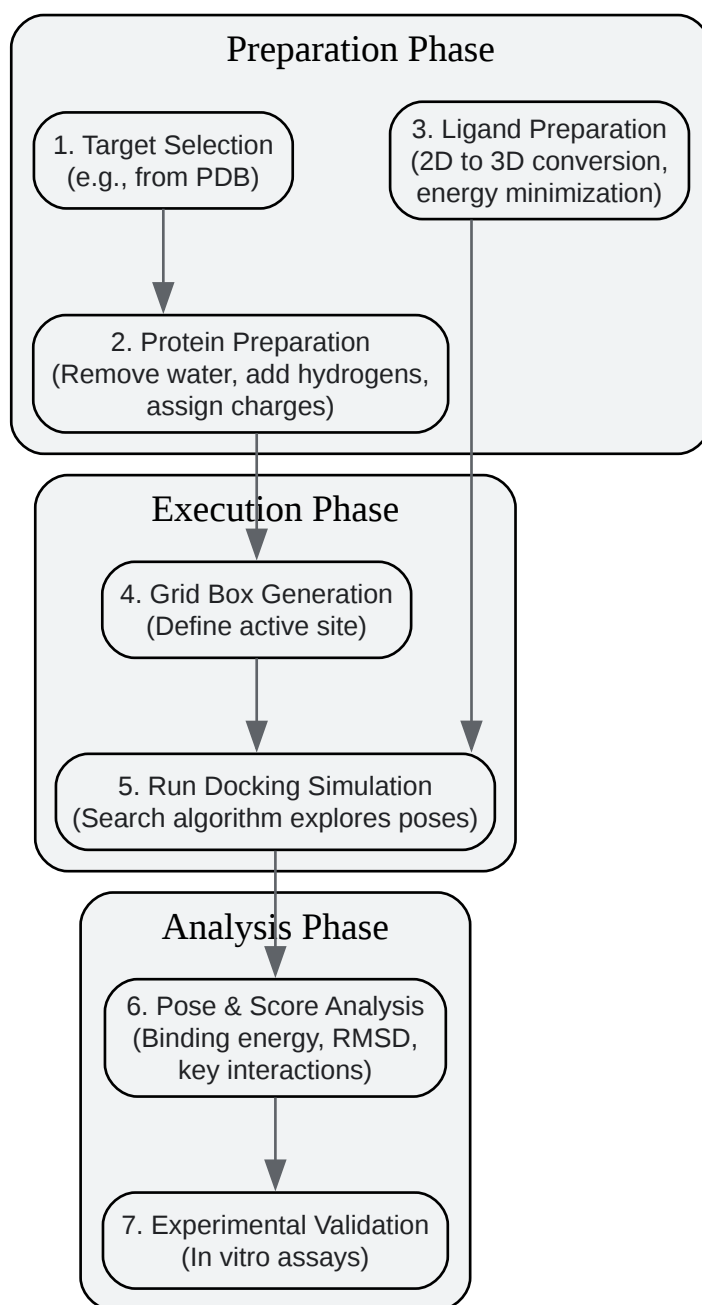 Preparation Phase
1. Target Selection
(e.g., from PDB)
3. Ligand Preparation
(2D to 3D conversion,
energy minimization)
2. Protein Preparation
(Remove water, add hydrogens,
assign charges)
Execution Phase
4. Grid Box Generation
(Define active site)
5. Run Docking Simulation
(Search algorithm explores poses)
Analysis Phase
6. Pose & Score Analysis
(Binding energy, RMSD,
key interactions)
7. Experimental Validation
(In vitro assays)